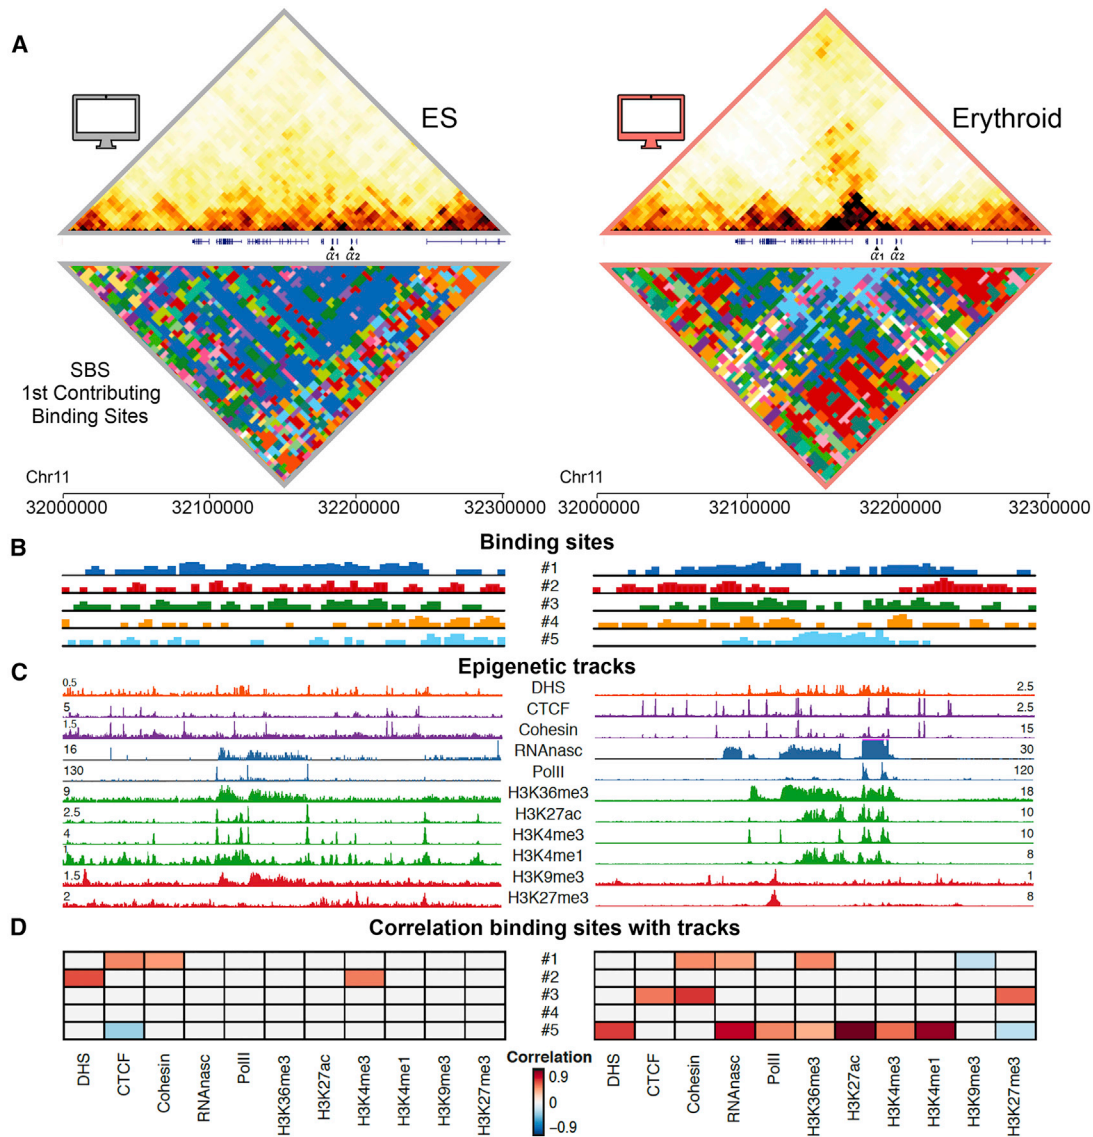 A
ES
Erythroid
α1 α2
α1 α2
SBS
1st Contributing
Binding Sites
Chr11
Chr11
32000000 32100000 32200000 32300000
32000000 32100000 32200000 32300000
B
Binding sites
#1
#2
#3
#4
#5
C
Epigenetic tracks
0.5 DHS 2.5
5 CTCF 2.5
1.5 Cohesin 15
16 RNAnasc 30
130 PolII 120
9 H3K36me3 18
2.5 H3K27ac 10
4 H3K4me3 10
1 H3K4me1 8
1.5 H3K9me3 1
2 H3K27me3 8
D
Correlation binding sites with tracks
#1
#2
#3
#4
#5
DHS
CTCF
Cohesin
RNAnasc
PolII
H3K36me3
H3K27ac
H3K4me3
H3K4me1
H3K9me3
H3K27me3
Correlation
0.9
0
−0.9
DHS
CTCF
Cohesin
RNAnasc
PolII
H3K36me3
H3K27ac
H3K4me3
H3K4me1
H3K9me3
H3K27me3